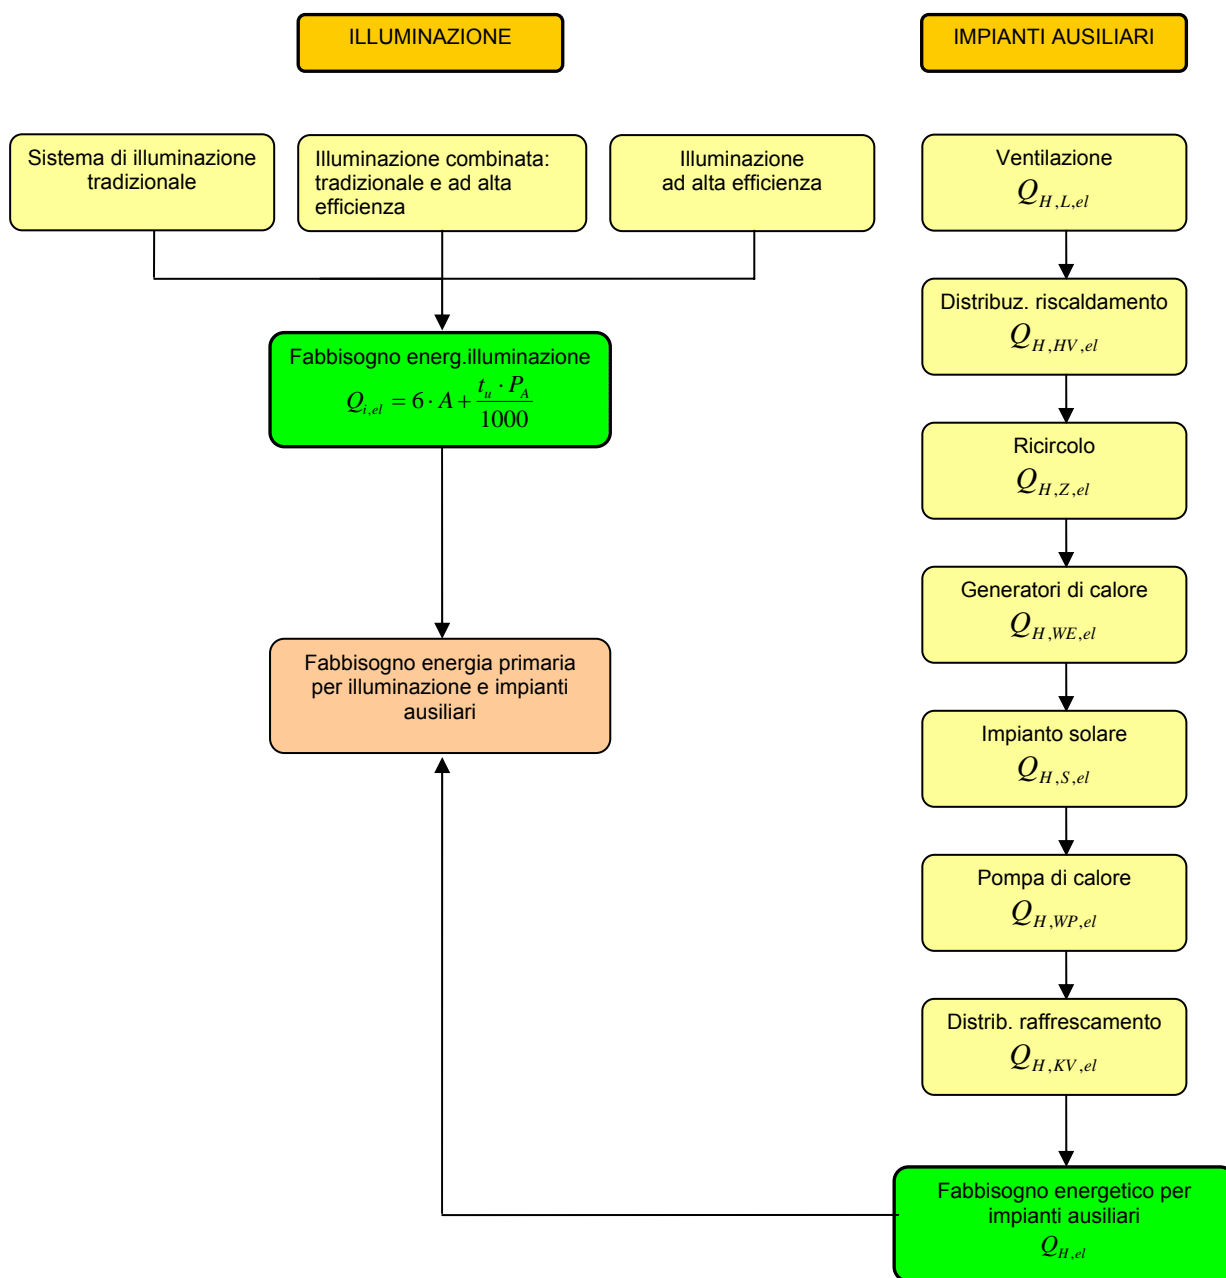 ILLUMINAZIONE
IMPIANTI AUSILIARI
Sistema di illuminazione
tradizionale
Illuminazione combinata:
tradizionale e ad alta
efficienza
Illuminazione
ad alta efficienza
Ventilazione
Q_{H,L,el}
Distribuz. riscaldamento
Q_{H,HV,el}
Fabbisogno energ.illuminazione
Q_{i,el} = 6 · A + \frac{t_u · P_A}{1000}
Ricircolo
Q_{H,Z,el}
Generatori di calore
Q_{H,WE,el}
Fabbisogno energia primaria
per illuminazione e impianti
ausiliari
Impianto solare
Q_{H,S,el}
Pompa di calore
Q_{H,WP,el}
Distrib. raffrescamento
Q_{H,KV,el}
Fabbisogno energetico per
impianti ausiliari
Q_{H,el}